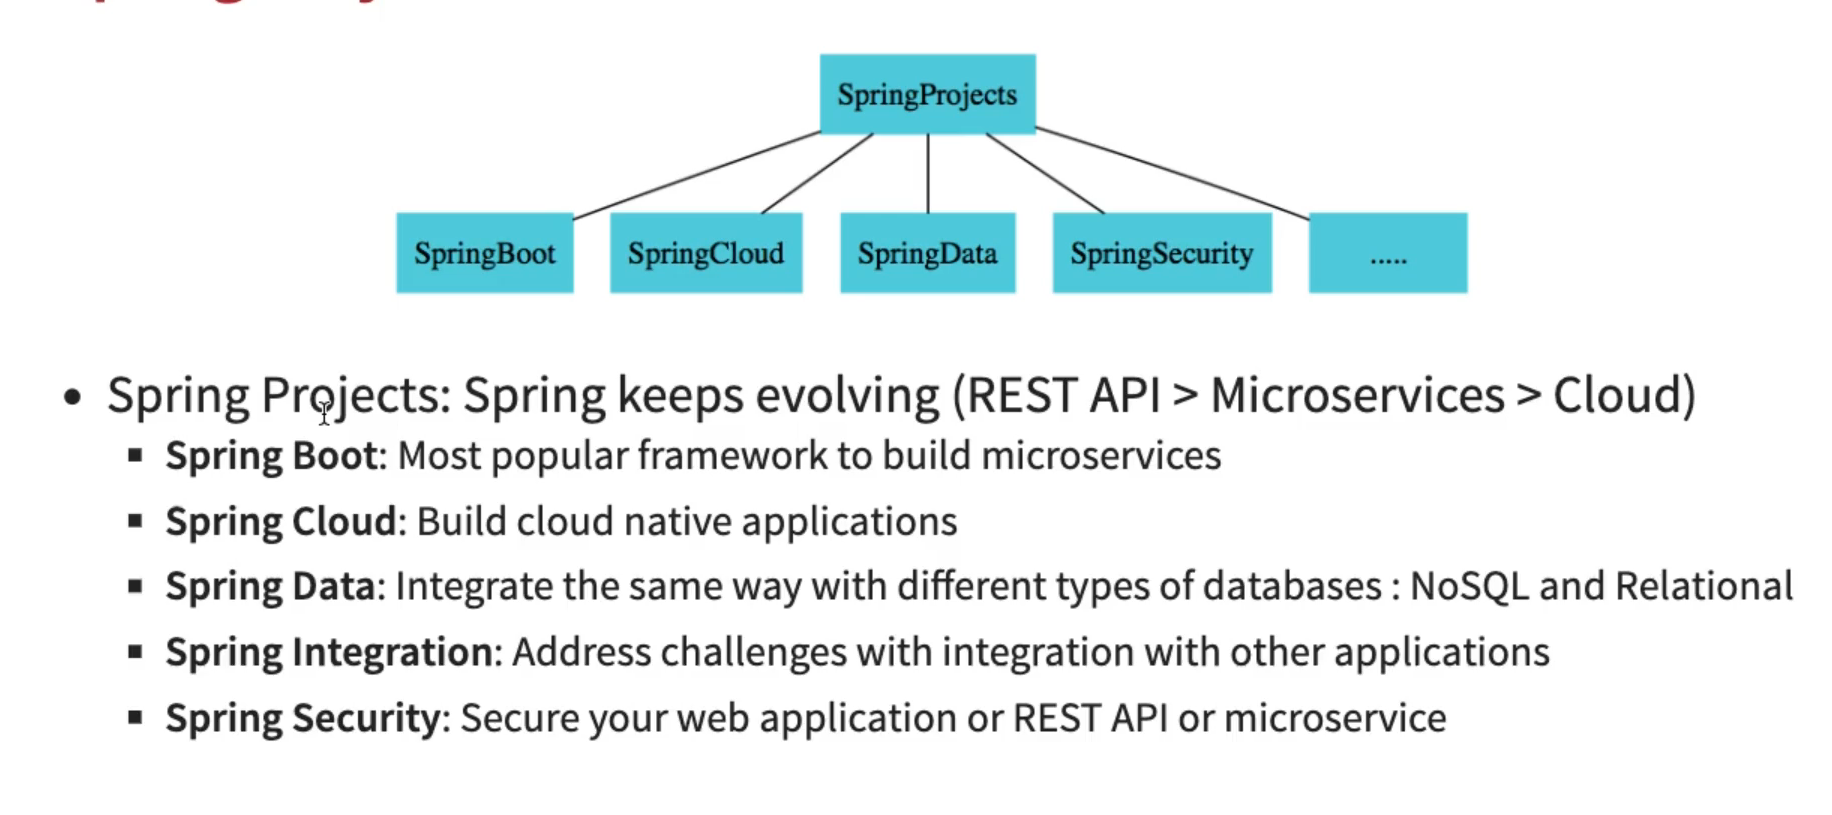 SpringProjects
SpringBoot SpringCloud SpringData SpringSecurity .....
• Spring Projects: Spring keeps evolving (REST API > Microservices > Cloud)
▪ Spring Boot: Most popular framework to build microservices
▪ Spring Cloud: Build cloud native applications
▪ Spring Data: Integrate the same way with different types of databases : NoSQL and Relational
▪ Spring Integration: Address challenges with integration with other applications
▪ Spring Security: Secure your web application or REST API or microservice